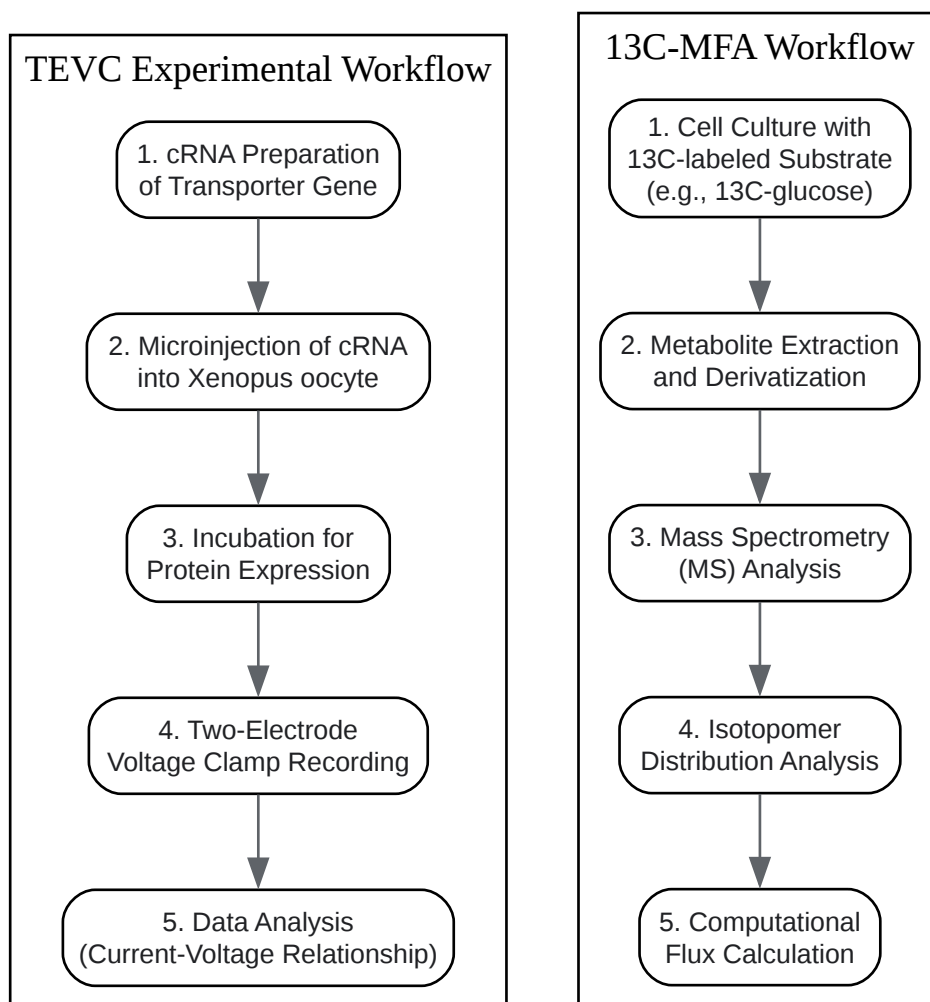 TEVC Experimental Workflow
1. cRNA Preparation
of Transporter Gene
2. Microinjection of cRNA
into Xenopus oocyte
3. Incubation for
Protein Expression
4. Two-Electrode
Voltage Clamp Recording
5. Data Analysis
(Current-Voltage Relationship)
13C-MFA Workflow
1. Cell Culture with
13C-labeled Substrate
(e.g., 13C-glucose)
2. Metabolite Extraction
and Derivatization
3. Mass Spectrometry
(MS) Analysis
4. Isotopomer
Distribution Analysis
5. Computational
Flux Calculation